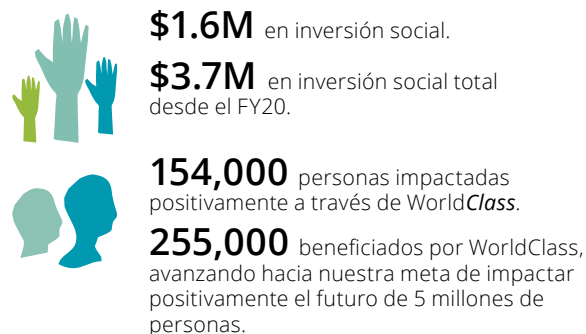 $1.6M en inversión social.
$3.7M en inversión social total
desde el FY20.
154,000 personas impactadas
positivamente a través de WorldClass.
255,000 beneficiados por WorldClass,
avanzando hacia nuestra meta de impactar
positivamente el futuro de 5 millones de
personas.